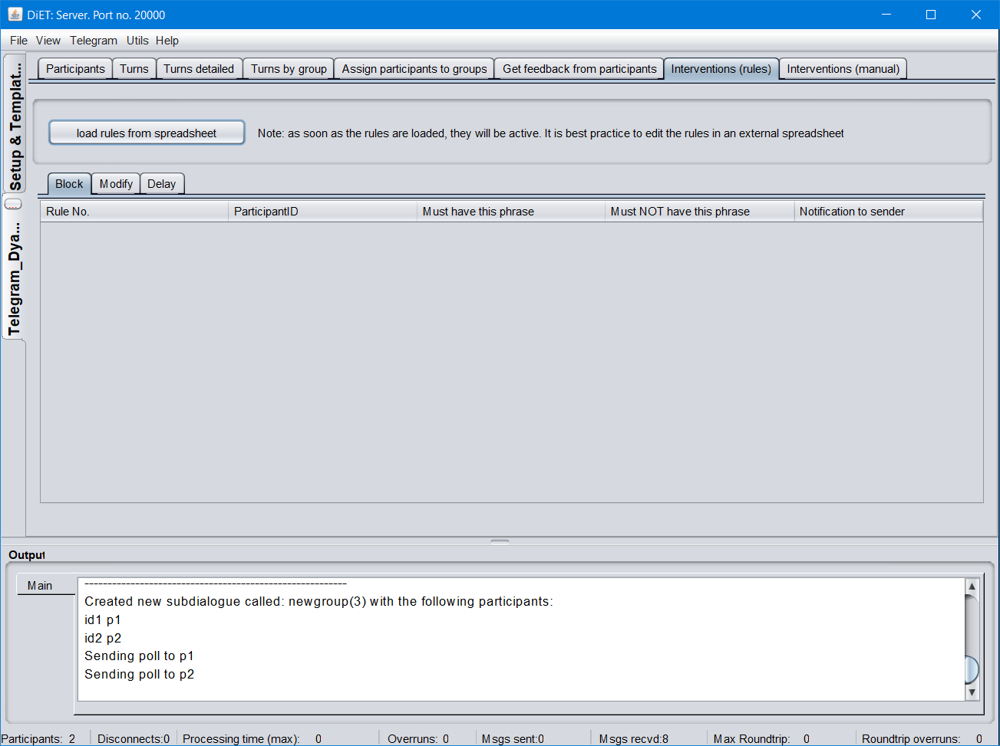 DiET: Server. Port no. 20000
File View Telegram Utils Help
Setup & Templat...
Telegram_Dya...
Participants Turns Turns detailed Turns by group Assign participants to groups Get feedback from participants Interventions (rules) Interventions (manual)
load rules from spreadsheet Note: as soon as the rules are loaded, they will be active. It is best practice to edit the rules in an external spreadsheet
Block Modify Delay
Rule No. ParticipantID Must have this phrase Must NOT have this phrase Notification to sender
Output
Main
---------------------------------------------------------
Created new subdialogue called: newgroup(3) with the following participants:
id1 p1
id2 p2
Sending poll to p1
Sending poll to p2
Participants: 2 Disconnects:0 Processing time (max): 0 Overruns: 0 Msgs sent:0 Msgs recvd:8 Max Roundtrip: 0 Roundtrip overruns: 0